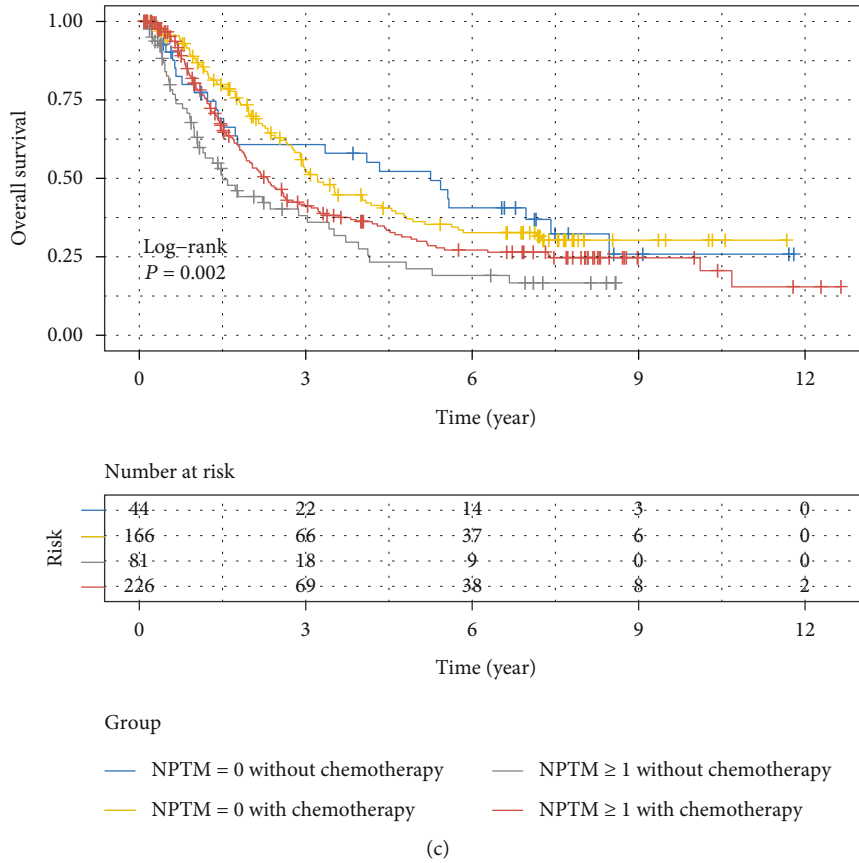 1.00
0.75
0.50
0.25
0.00
Overall survival
Log–rank
P = 0.002
0 3 6 9 12
Time (year)
Number at risk
Risk
44 22 14 3 0
166 66 37 6 0
81 18 9 0 0
226 69 38 8 2
0 3 6 9 12
Time (year)
Group
NPTM = 0 without chemotherapy NPTM ≥ 1 without chemotherapy
NPTM = 0 with chemotherapy NPTM ≥ 1 with chemotherapy
(c)